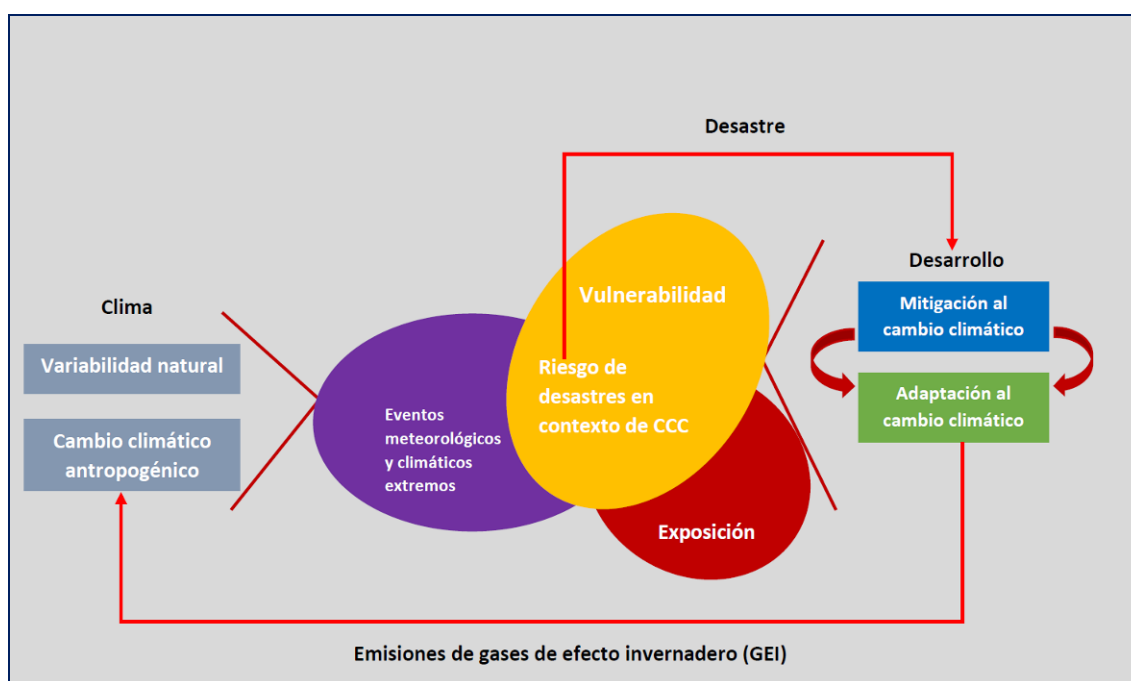 Desastre
Clima
Variabilidad natural
Cambio climático
antropogénico
Eventos
meteorológicos
y climáticos
extremos
Vulnerabilidad
Riesgo de
desastres en
contexto de CCC
Exposición
Desarrollo
Mitigación al
cambio climático
Adaptación al
cambio climático
Emisiones de gases de efecto invernadero (GEI)